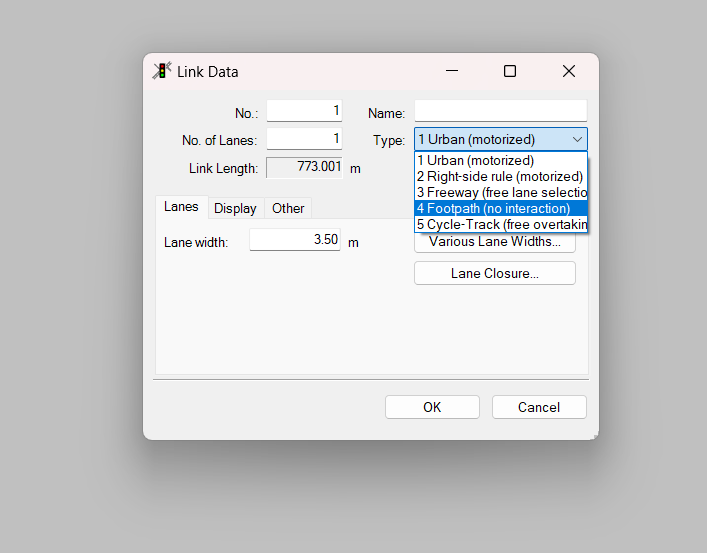 Link Data
No.: 1 Name:
No. of Lanes: 1 Type: 1 Urban (motorized)
Link Length: 773.001 m
1 Urban (motorized)
2 Right-side rule (motorized)
3 Freeway (free lane selectio
4 Footpath (no interaction)
5 Cycle-Track (free overtakin
Lanes Display Other
Lane width: 3.50 m
Various Lane Widths...
Lane Closure...
OK Cancel